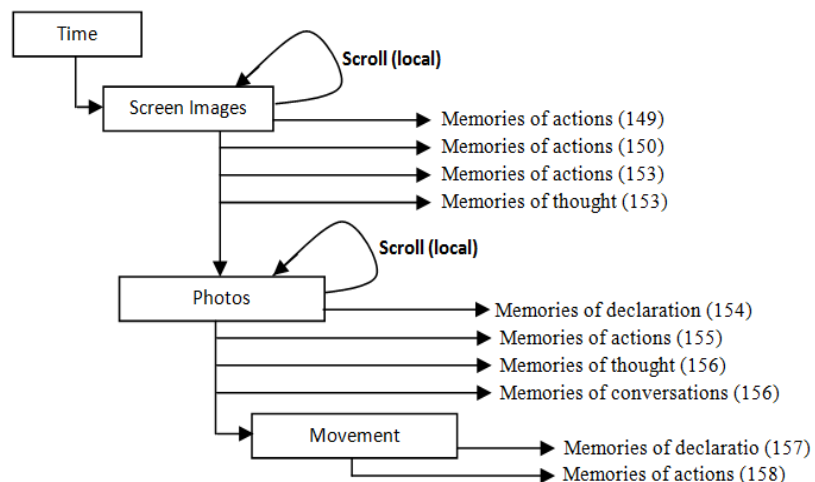 Time
Scroll (local)
Screen Images
Memories of actions (149)
Memories of actions (150)
Memories of actions (153)
Memories of thought (153)
Scroll (local)
Photos
Memories of declaration (154)
Memories of actions (155)
Memories of thought (156)
Memories of conversations (156)
Movement
Memories of declaratio (157)
Memories of actions (158)